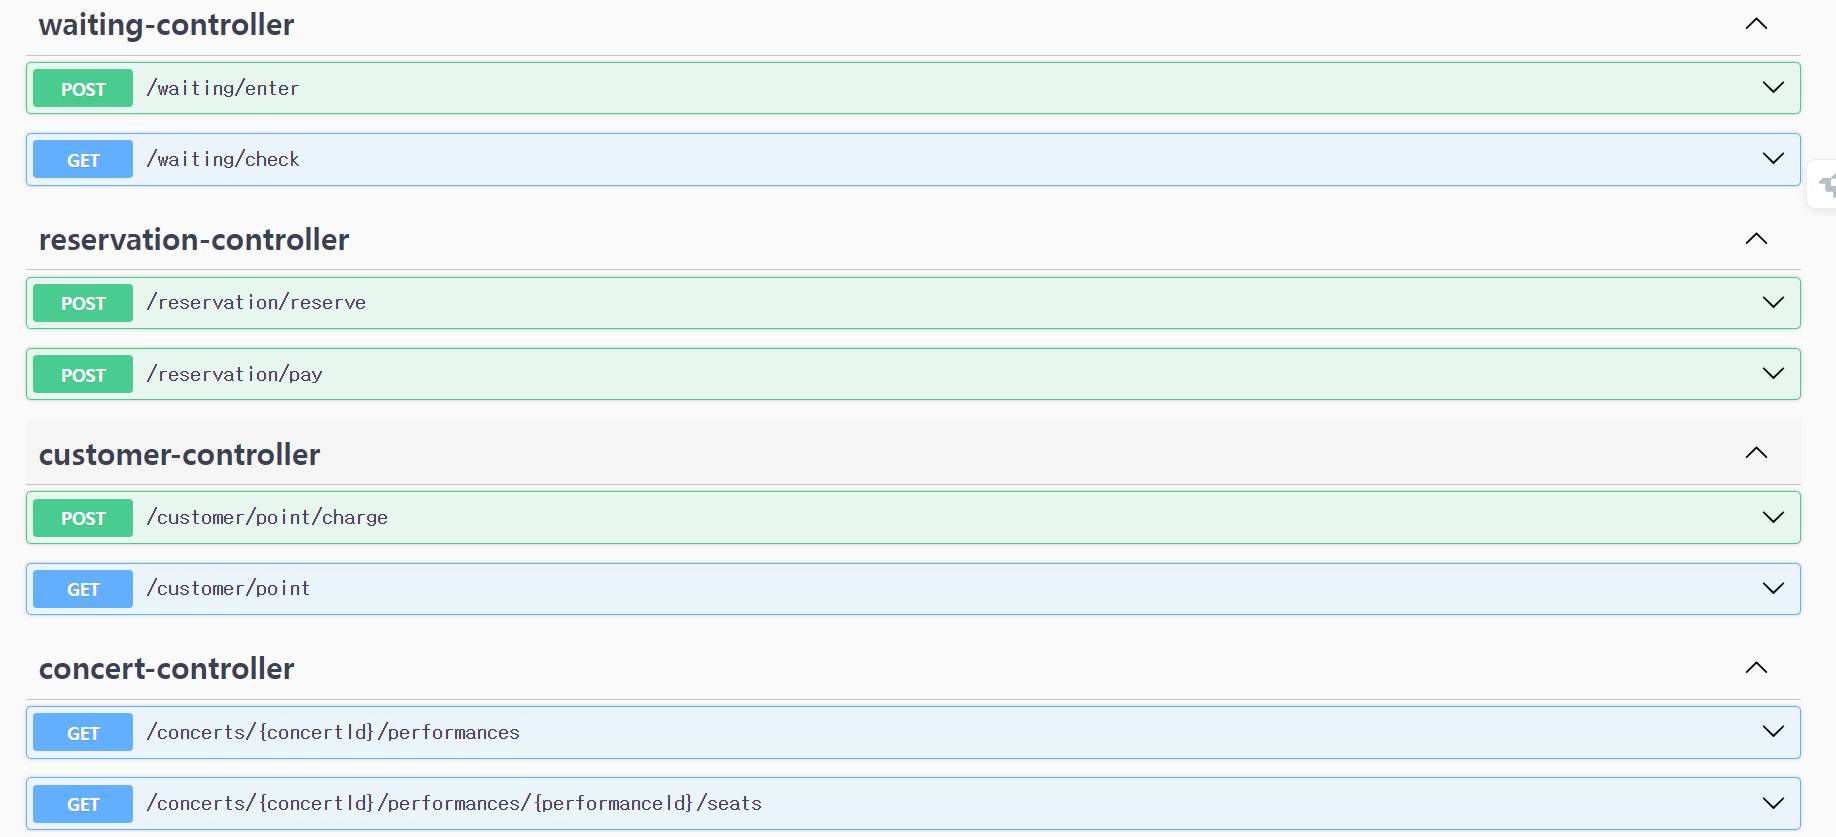 waiting-controller
POST /waiting/enter
GET /waiting/check
reservation-controller
POST /reservation/reserve
POST /reservation/pay
customer-controller
POST /customer/point/charge
GET /customer/point
concert-controller
GET /concerts/{concertId}/performances
GET /concerts/{concertId}/performances/{performanceId}/seats